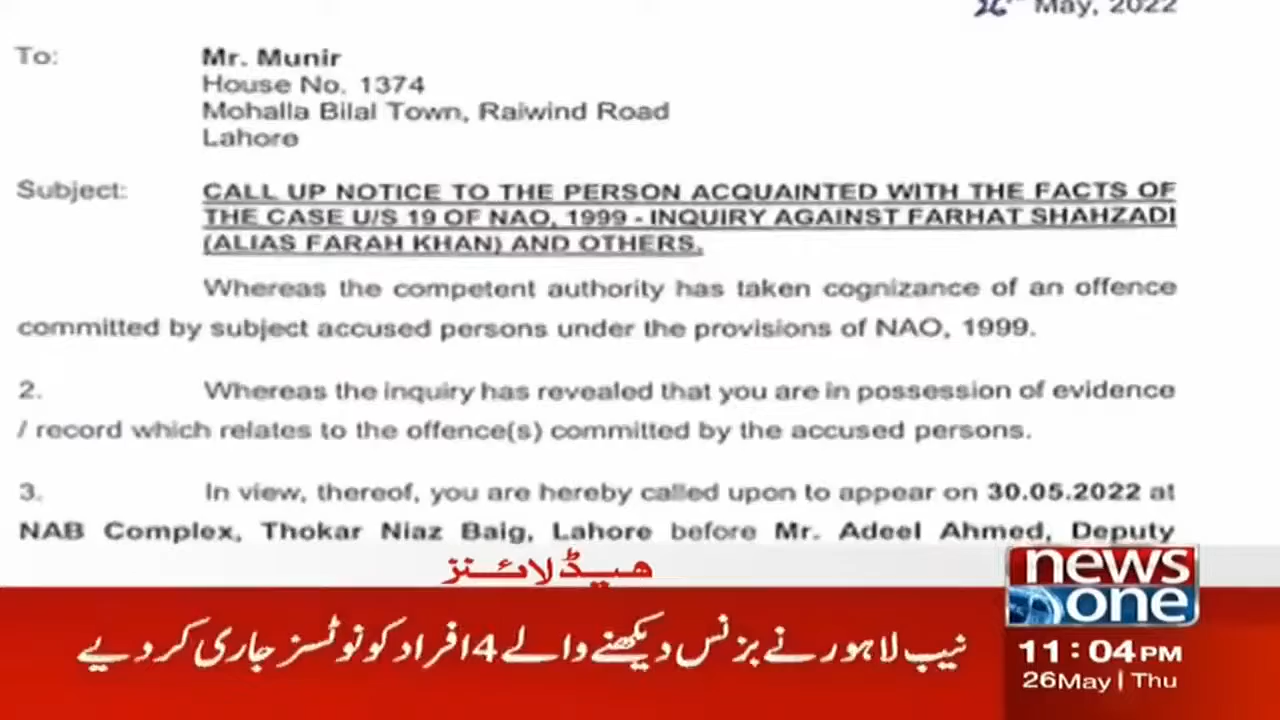 26th May, 2022
To: Mr. Munir
House No. 1374
Mohalla Bilal Town, Raiwind Road
Lahore
Subject: CALL UP NOTICE TO THE PERSON ACQUAINTED WITH THE FACTS OF
THE CASE U/S 19 OF NAO, 1999 - INQUIRY AGAINST FARHAT SHAHZADI
(ALIAS FARAH KHAN) AND OTHERS.
Whereas the competent authority has taken cognizance of an offence
committed by subject accused persons under the provisions of NAO, 1999.
2. Whereas the inquiry has revealed that you are in possession of evidence
/ record which relates to the offence(s) committed by the accused persons.
3. In view, thereof, you are hereby called upon to appear on 30.05.2022 at
NAB Complex, Thokar Niaz Baig, Lahore before Mr. Adeel Ahmed, Deputy
ہیڈلائنز
نیب لاہور نے بزنس دیکھنے والے 4 افراد کو نوٹسز جاری کر دیے
news
one
11:04PM
26May | Thu